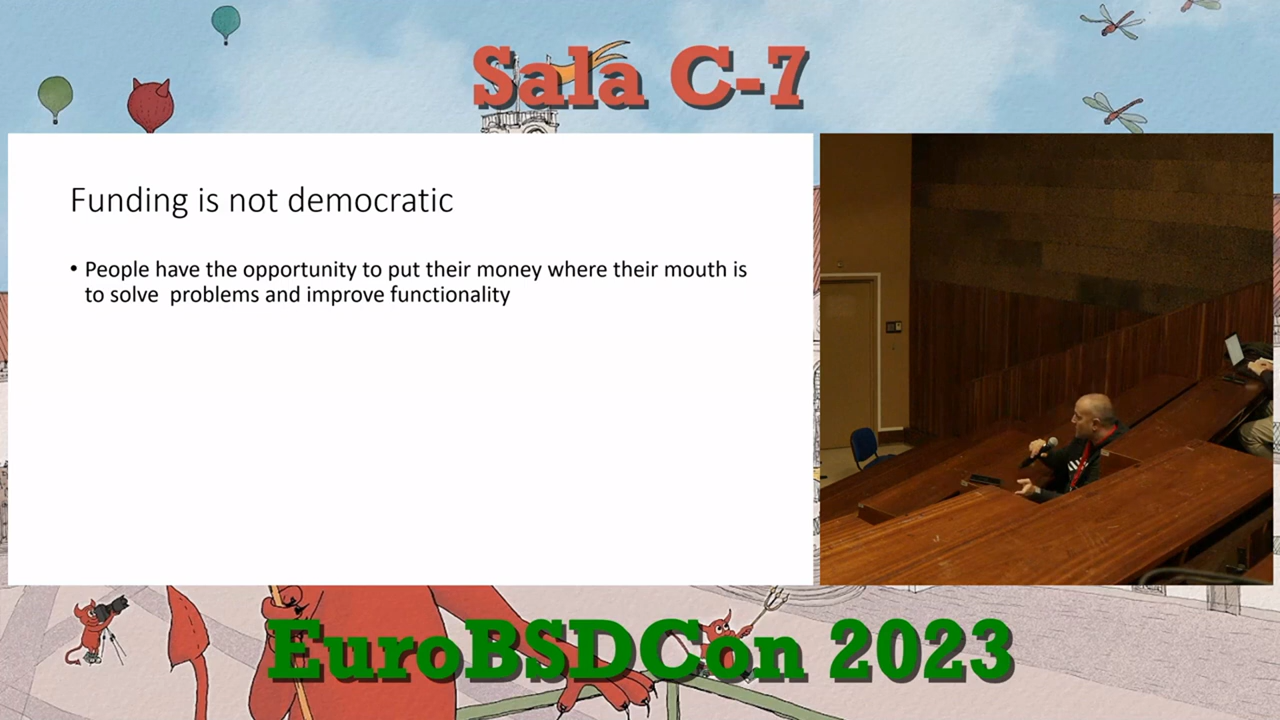 Sala C-7
Funding is not democratic
• People have the opportunity to put their money where their mouth is
to solve  problems and improve functionality
EuroBSDCon 2023